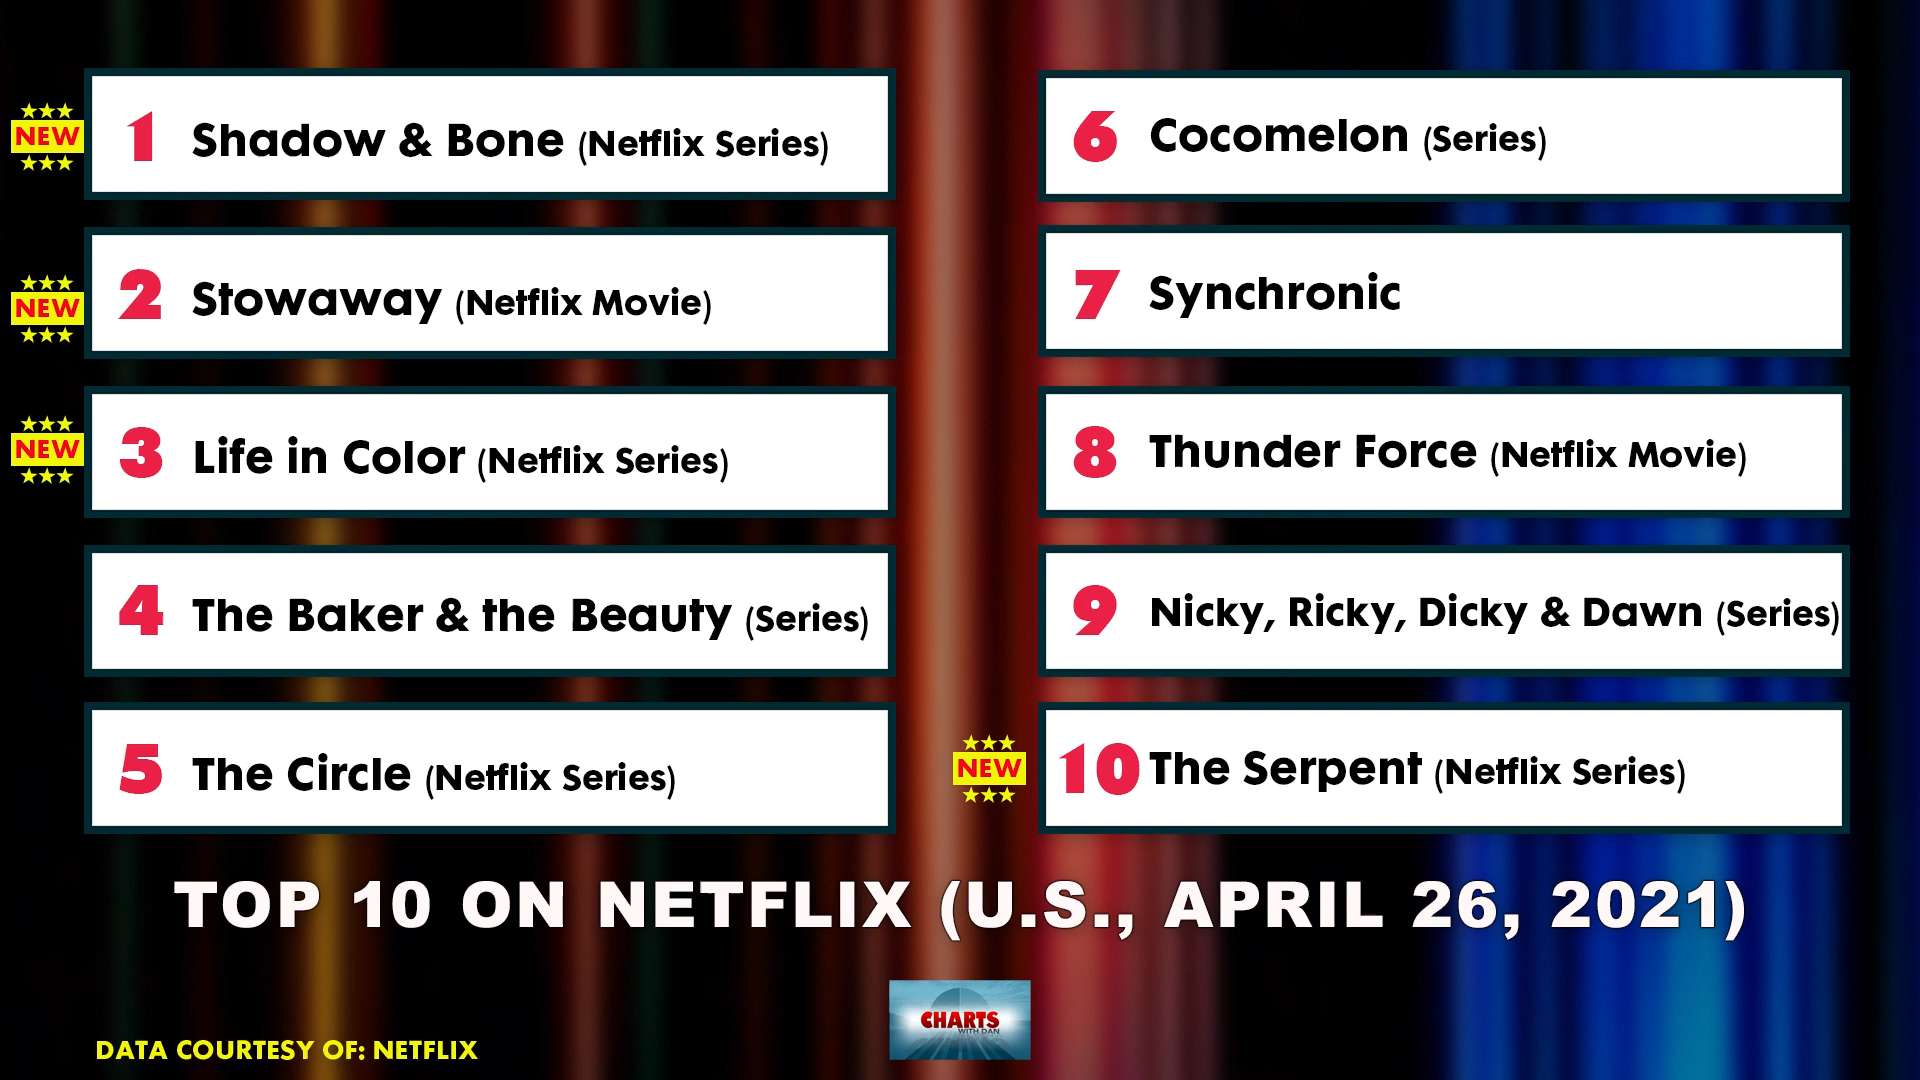 ★★★
NEW
★★★
1 Shadow & Bone (Netflix Series)
★★★
NEW
★★★
2 Stowaway (Netflix Movie)
★★★
NEW
★★★
3 Life in Color (Netflix Series)
4 The Baker & the Beauty (Series)
5 The Circle (Netflix Series)
6 Cocomelon (Series)
7 Synchronic
8 Thunder Force (Netflix Movie)
9 Nicky, Ricky, Dicky & Dawn (Series)
★★★
NEW
★★★
10 The Serpent (Netflix Series)
TOP 10 ON NETFLIX (U.S., APRIL 26, 2021)
CHARTS
WITH DAN
DATA COURTESY OF: NETFLIX